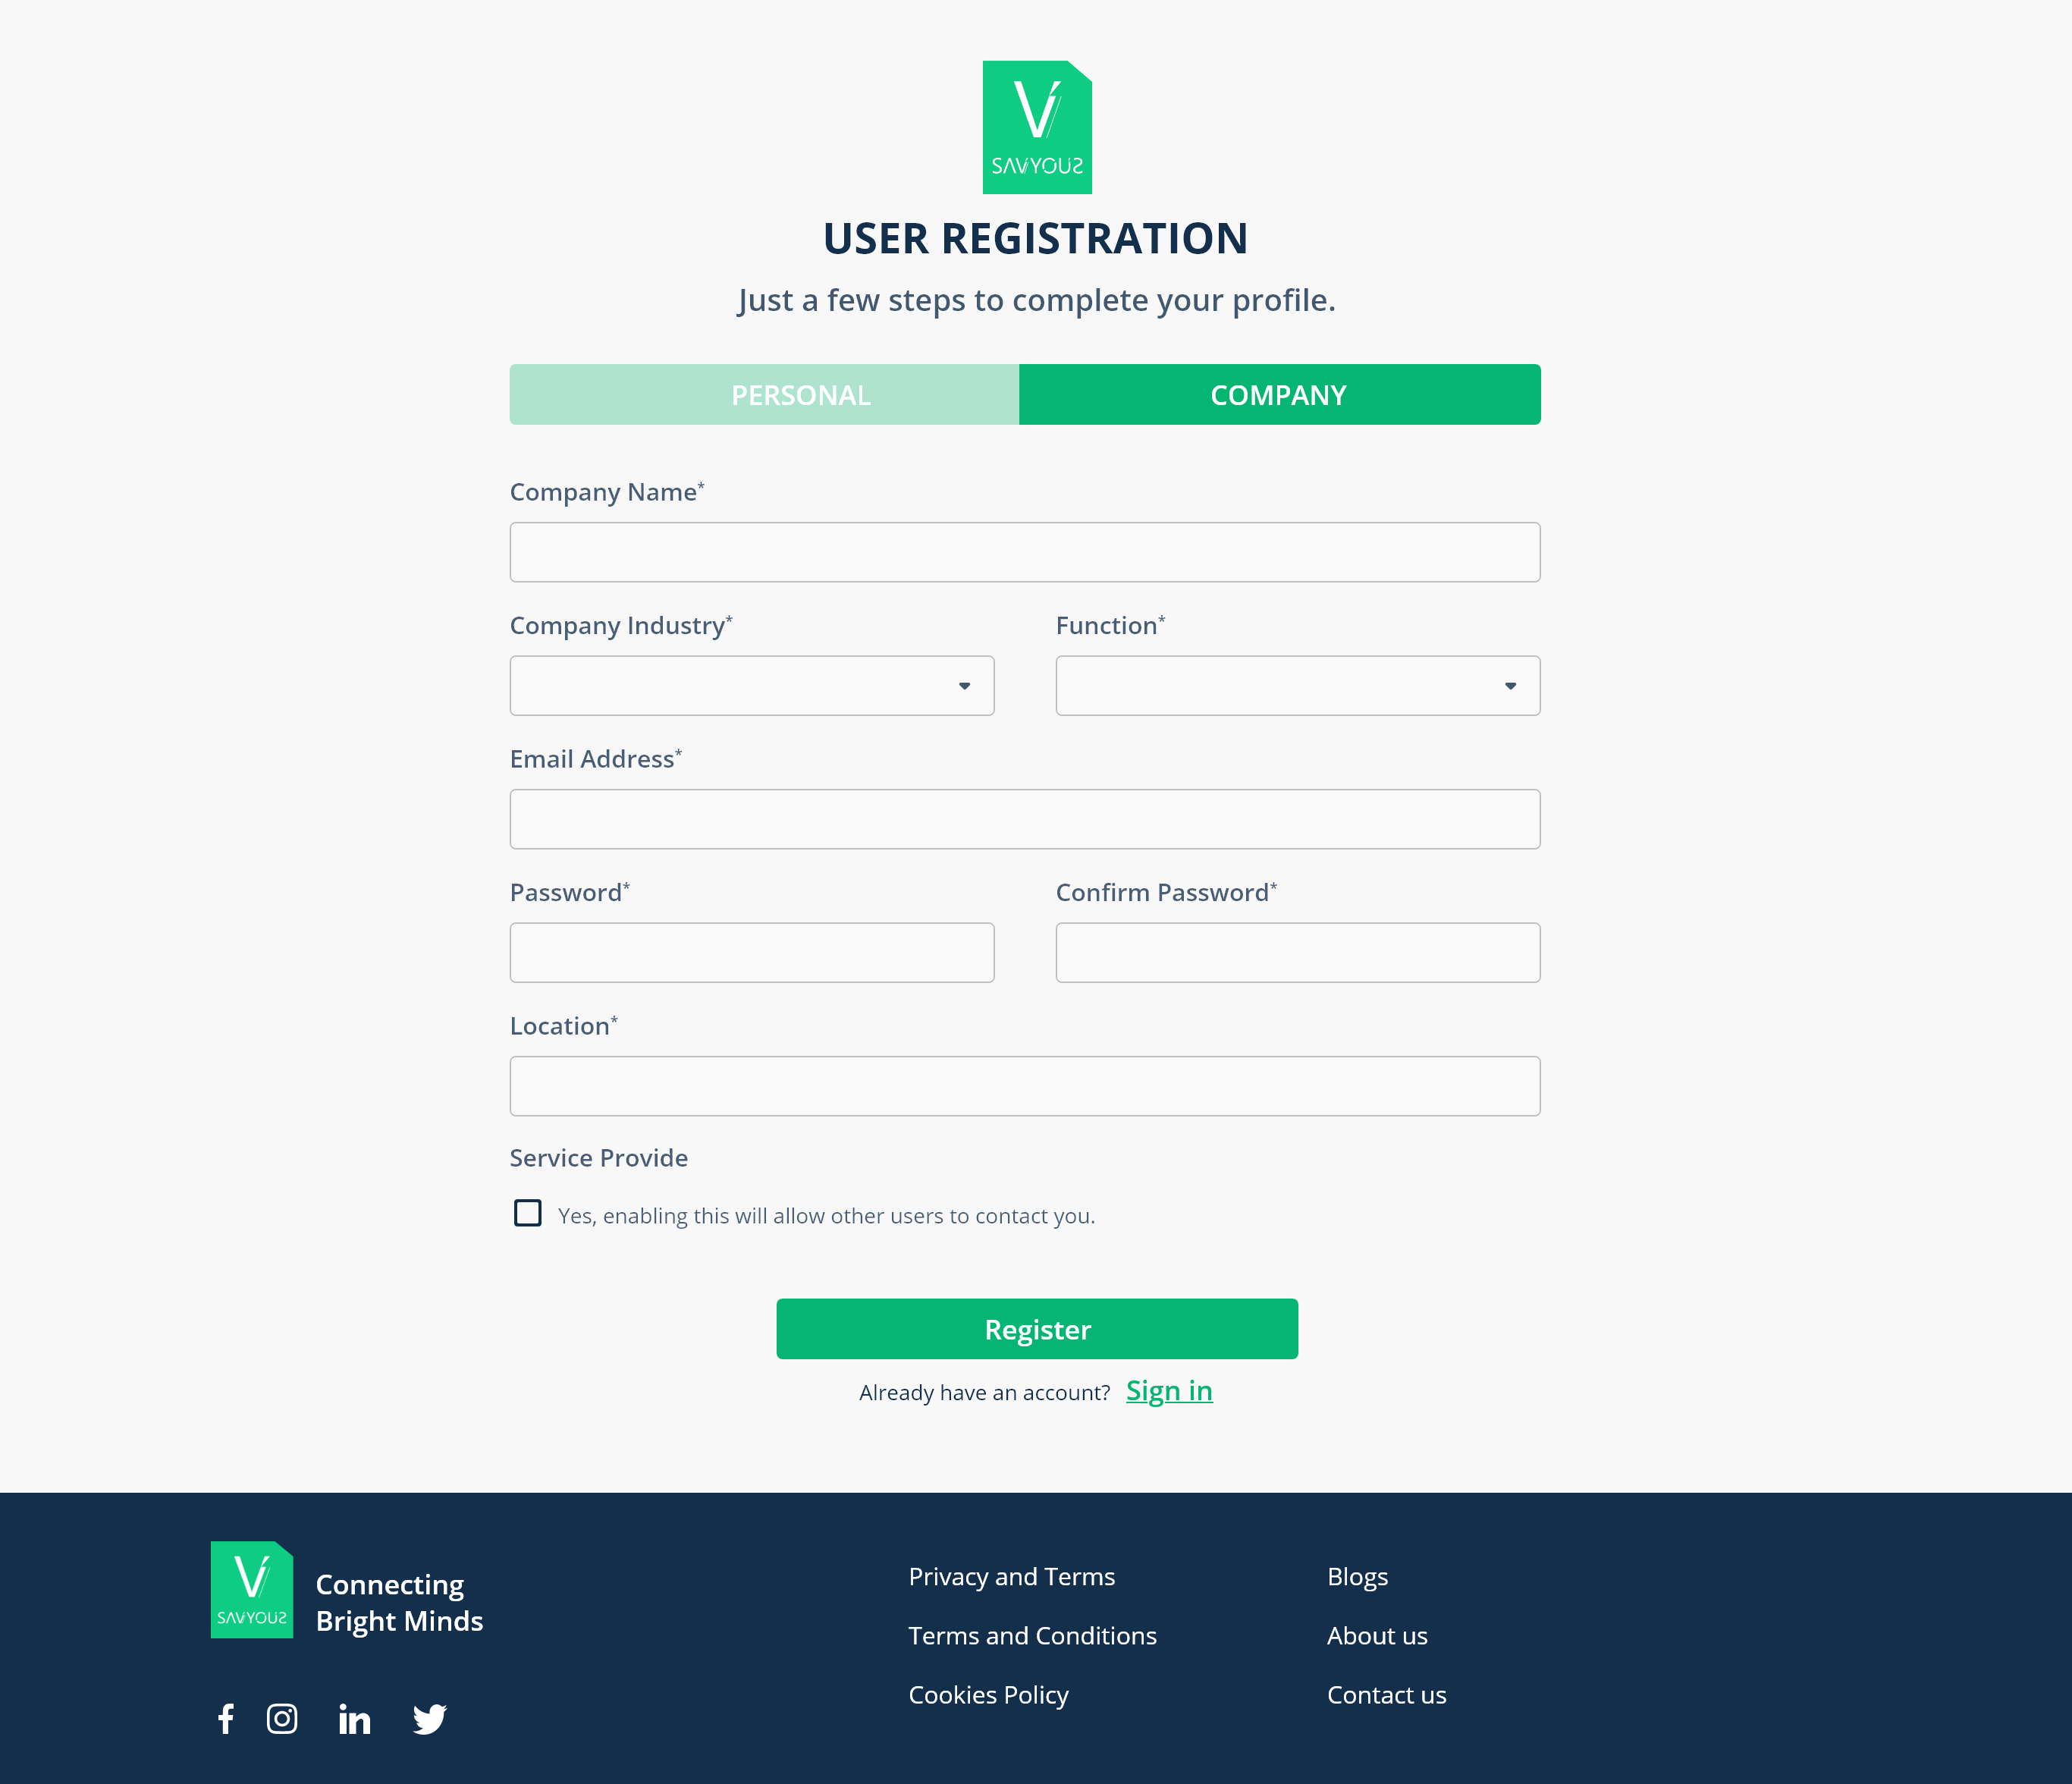 SAVVYOUS
USER REGISTRATION
Just a few steps to complete your profile.
PERSONAL COMPANY
Company Name*
Company Industry* Function*
Email Address*
Password* Confirm Password*
Location*
Service Provide
Yes, enabling this will allow other users to contact you.
Register
Already have an account? Sign in
SAVVYOUS
Connecting
Bright Minds
Privacy and Terms
Terms and Conditions
Cookies Policy
Blogs
About us
Contact us